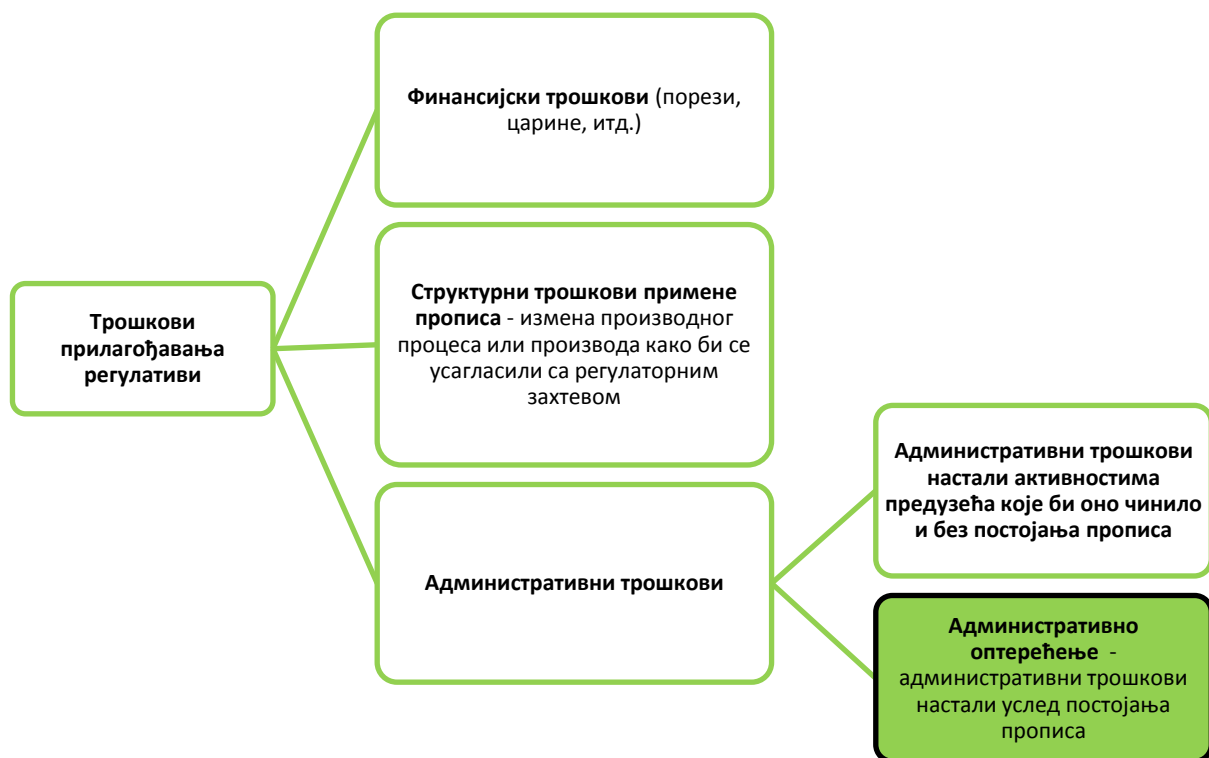 Финансијски трошкови (порези,
царине, итд.)
Структурни трошкови примене
прописа - измена производног
процеса или производа како би се
усагласили са регулаторним
захтевом
Трошкови
прилагођавања
регулативи
Административни трошкови
настали активностима
предузећа које би оно чинило
и без постојања прописа
Административни трошкови
Административно
оптерећење -
административни трошкови
настали услед постојања
прописа